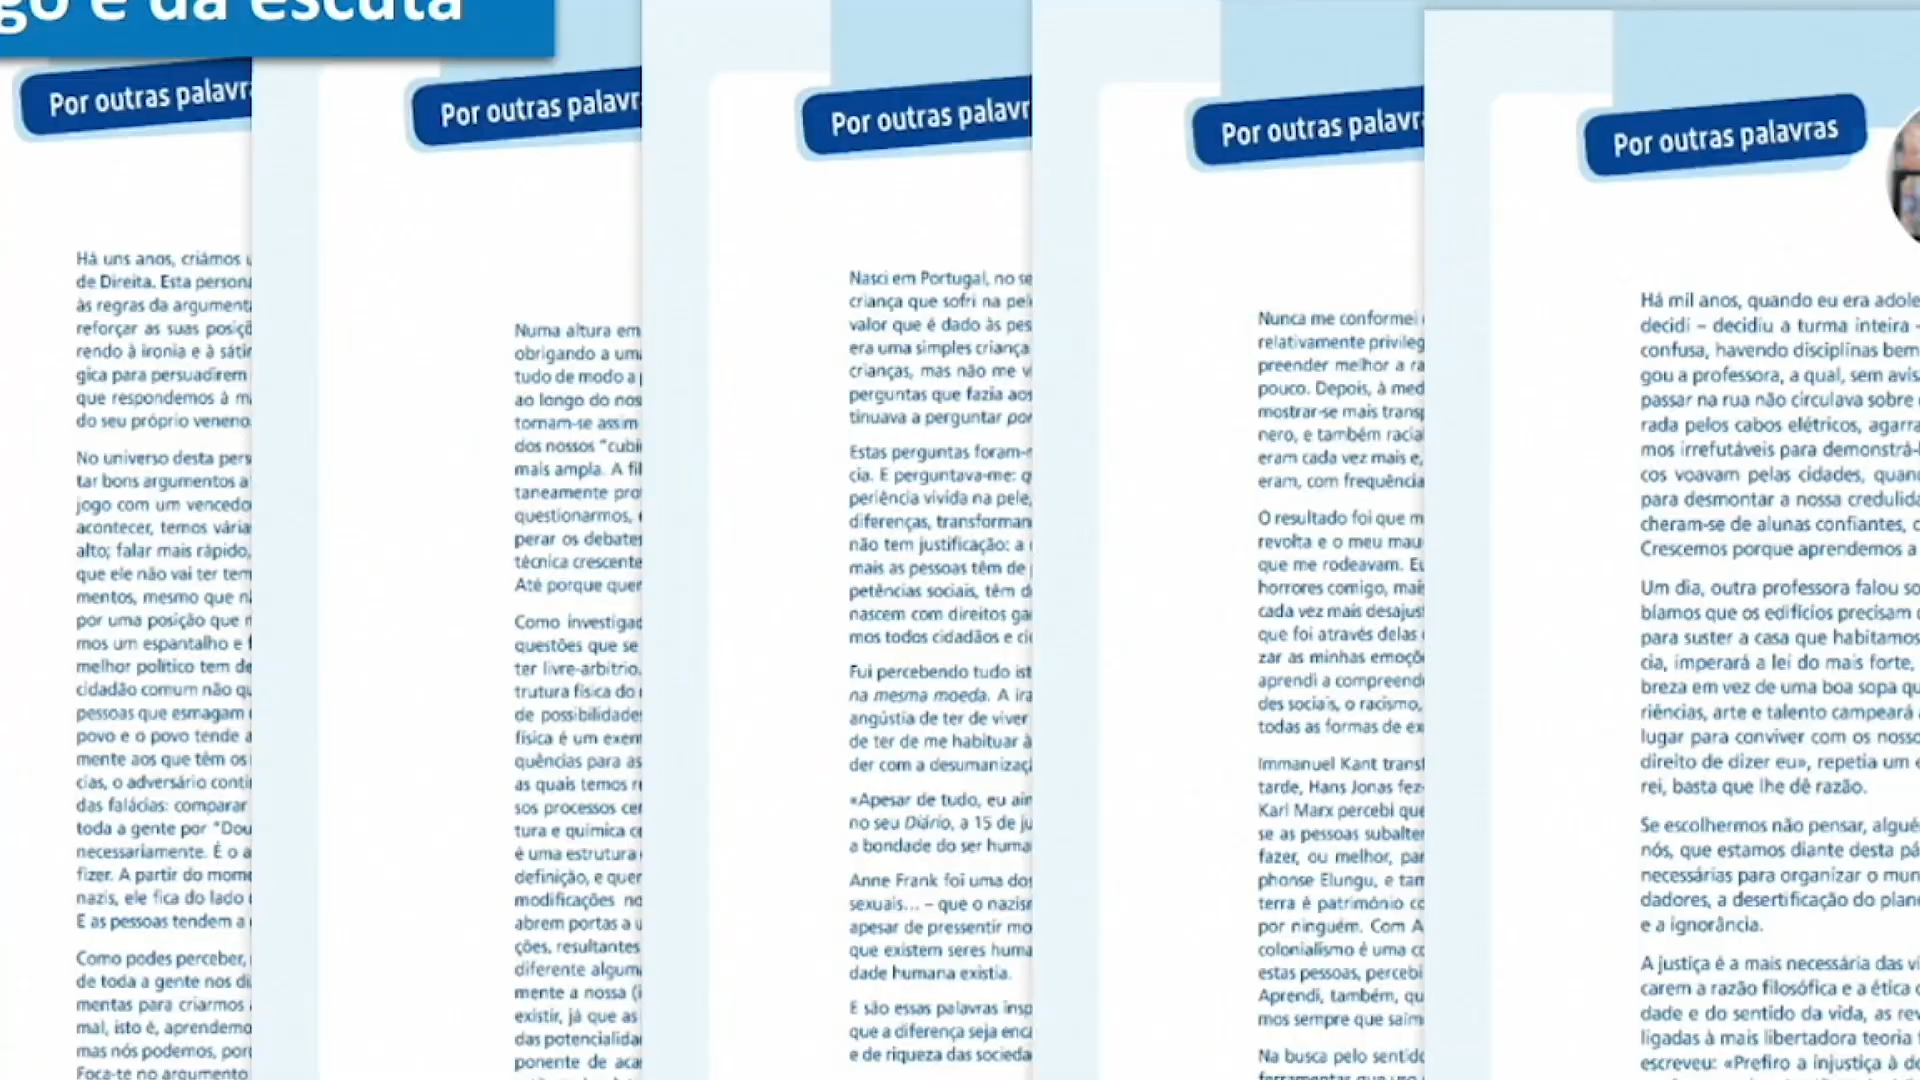 go e da escuta
Por outras palavr
Há uns anos, criámos
de Direita. Esta person
às regras da argument
reforçar as suas posiç
rendo à ironia e à sátir
gica para persuadirem
que respondemos à m
do seu próprio veneno
No universo desta pers
tar bons argumentos a
jogo com um vencedo
acontecer, temos vária
alto; falar mais rápido,
que ele não vai ter tem
mentos, mesmo que n
por uma posição que
mos um espantalho e
melhor político tem de
cidadão comum não qu
pessoas que esmagam
povo e o povo tende a
mente aos que têm os
cias, o adversário conti
das falácias: comparar
toda a gente por "Dou
necessariamente. É o a
fizer. A partir do mome
nazis, ele fica do lado
E as pessoas tendem a
Como podes perceber,
de toda a gente nos di
mentas para criarmos
mal, isto é, aprendemo
mas nós podemos, por
Foca-te no argumento
Por outras palavr
Numa altura em
obrigando a um
tudo de modo a
ao longo do nos
tornam-se assim
dos nossos "cubi
mais ampla. A fi
taneamente pro
questionarmos,
perar os debate
técnica crescente
Até porque quer
Como investigad
questões que se
ter livre-arbítrio.
trutura física do
de possibilidades
física é um exem
quências para as
as quais temos r
sos processos cer
tura e química ce
é uma estrutura
definição, e quer
modificações no
abrem portas a u
ções, resultantes
diferente algum
mente a nossa (i
existir, já que as
das potencialida
ponente de acar
Por outras palavr
Nasci em Portugal, no se
criança que sofri na pel
valor que é dado às pes
era uma simples criança
crianças, mas não me v
perguntas que fazia aos
tinuava a perguntar por
Estas perguntas foram-
cia. E perguntava-me: q
periência vivida na pele,
diferenças, transforman
não tem justificação: a
mais as pessoas têm de
petências sociais, têm d
nascem com direitos ga
mos todos cidadãos e ci
Fui percebendo tudo ist
na mesma moeda. A ira
angústia de ter de viver
de ter de me habituar à
der com a desumanizaç
«Apesar de tudo, eu ain
no seu Diário, a 15 de ju
a bondade do ser huma
Anne Frank foi uma dos
sexuais... – que o nazisr
apesar de pressentir mo
que existem seres huma
dade humana existia.
E são essas palavras insp
que a diferença seja enca
e de riqueza das socieda
Por outras palavr
Nunca me conformei
relativamente privileg
preender melhor a ra
pouco. Depois, à med
mostrar-se mais transp
nero, e também racia
eram cada vez mais e,
eram, com frequência
O resultado foi que m
revolta e o meu mau
que me rodeavam. Eu
horrores comigo, mai
cada vez mais desajus
que foi através delas
zar as minhas emoçõ
aprendi a compreend
des sociais, o racismo,
todas as formas de ex
Immanuel Kant transf
tarde, Hans Jonas fez-
Karl Marx percebi que
se as pessoas subalter
fazer, ou melhor, par
phonse Elungu, e tam
terra é património co
por ninguém. Com A
colonialismo é uma co
estas pessoas, percebi
Aprendi, também, qu
mos sempre que saím
Na busca pelo sentido
Por outras palavras
Há mil anos, quando eu era adole
decidi – decidiu a turma inteira –
confusa, havendo disciplinas bem
gou a professora, a qual, sem avis
passar na rua não circulava sobre
rada pelos cabos elétricos, agarra
mos irrefutáveis para demonstrá-l
cos voavam pelas cidades, quand
para desmontar a nossa credulida
cheram-se de alunas confiantes, c
Crescemos porque aprendemos a
Um dia, outra professora falou so
bíamos que os edifícios precisam
para suster a casa que habitamos
cia, imperará a lei do mais forte,
breza em vez de uma boa sopa qu
riências, arte e talento campeará
lugar para conviver com os nosso
direito de dizer eu», repetia um e
rei, basta que lhe dê razão.
Se escolhermos não pensar, algué
nós, que estamos diante desta pá
necessárias para organizar o mun
dadores, a desertificação do plane
e a ignorância.
A justiça é a mais necessária das vi
carem a razão filosófica e a ética
dade e do sentido da vida, as rev
ligadas à mais libertadora teoria
escreveu: «Prefiro a injustiça à de